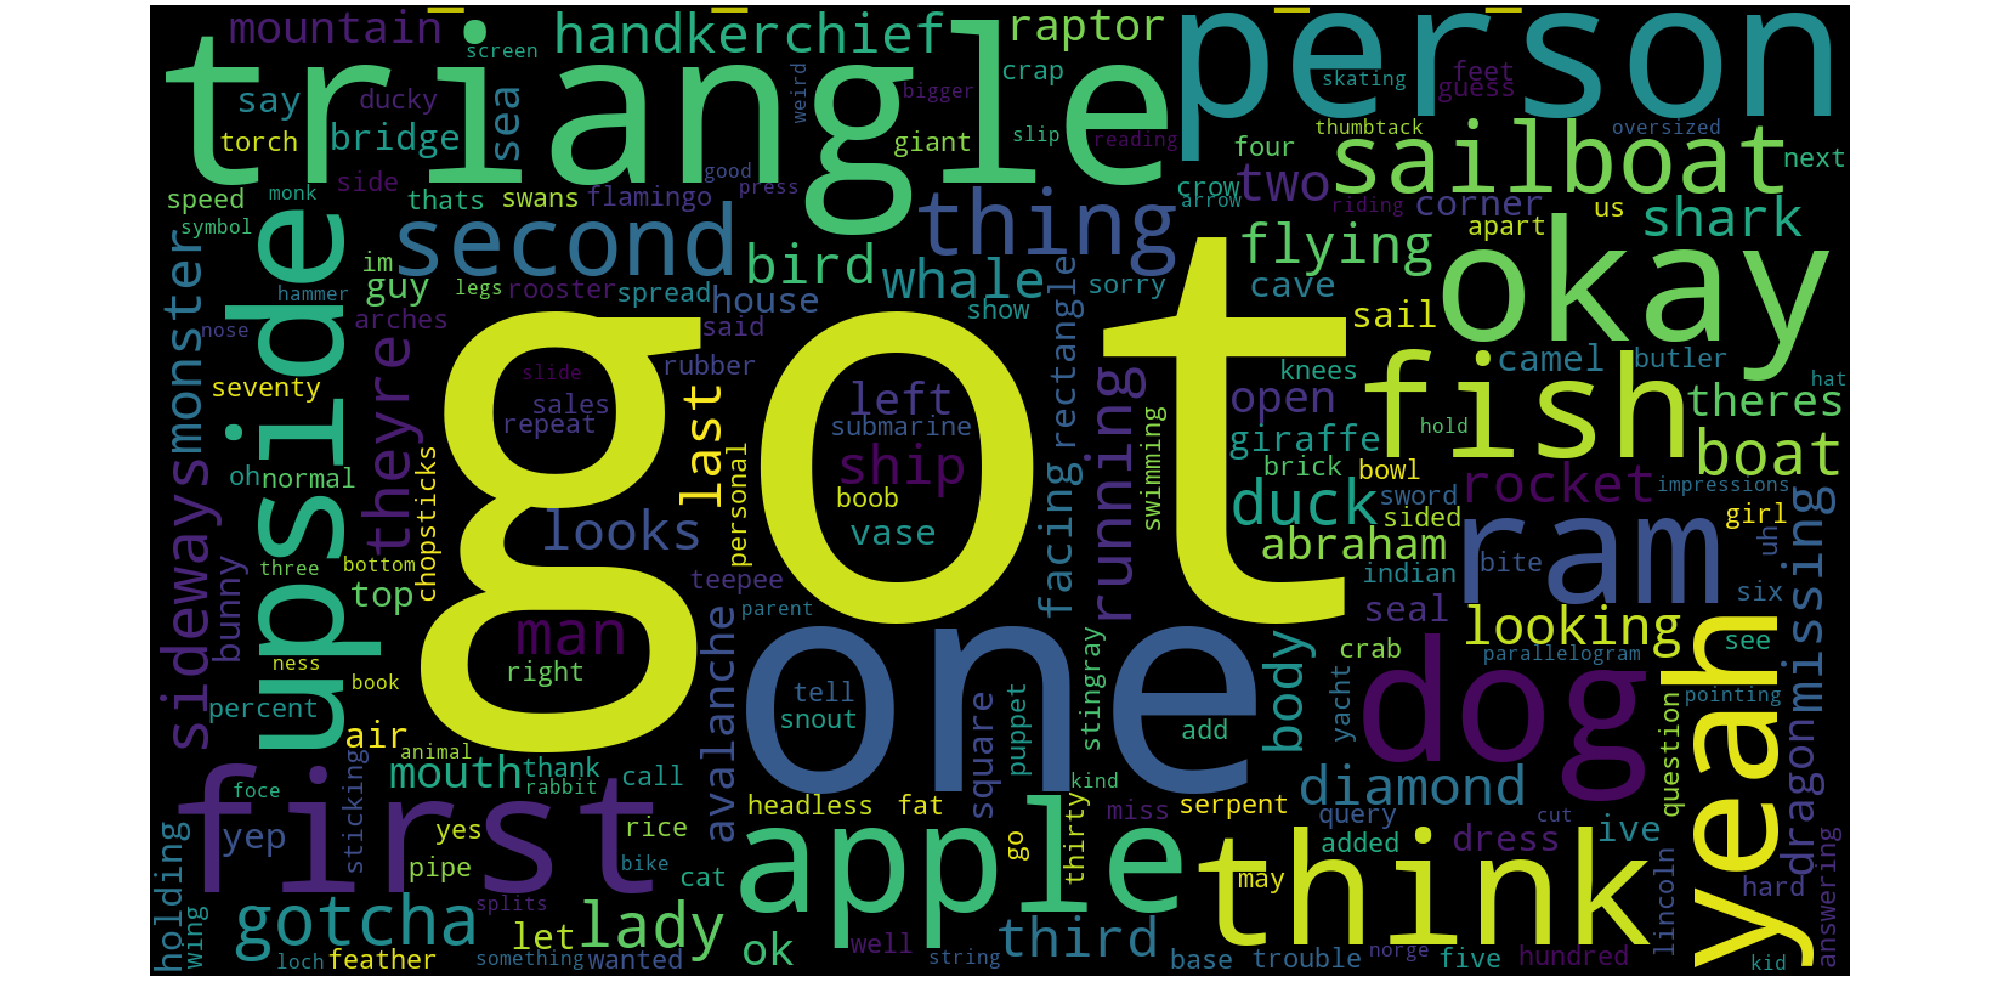 mountain
screen
handkerchief
raptor
person
triangle
say
ducky
sea
weird
bigger
crap
skating
feet
guess
torch
bridge
giant
slip
reading
thumbtack
oversized
four
sailboat
next
side
good
press
speed
monk
thats
swans
flamingo
crow
arrow
two
riding
corner
us
shark
symbol
upside
second
thing
apart
monster
im
guy
legs
rooster
spread
bird
house
whale
show
rectangle
sorry
flying
cave
okay
hammer
nose
arches
said
sail
got
theyre
slide
rubber
knees
camel
butler
hat
seventy
sales
repeat
last
left
submarine
running
open
fish
theres
hold
giraffe
boat
sideways
oh
normal
chopsticks
personal
ship
boob
facing
swimming
brick
bowl
duck
sword
rocket
impressions
sided
girl
looks
vase
abraham
ram
missing
uh
bunny
three
bottom
top
teepee
indian
bite
six
avalanche
parent
seal
man
one
stingray
body
crab
looking
see
yeah
ness
book
right
parallelogram
percent
air
tell
snout
square
puppet
add
yacht
dog
question
pointing
dragon
animal
mouth
thank
rabbit
call
kind
diamond
foce
sticking
first
headless
fat
miss
serpent
query
cut
yep
yes
rice
apple
go
thirty
added
dress
ive
answering
holding
pipe
bike
cat
think
may
lincoln
hard
wing
gotcha
splits
let
lady
ok
well
third
loch
feather
something
wanted
string
base
trouble
norge
five
hundred
kid